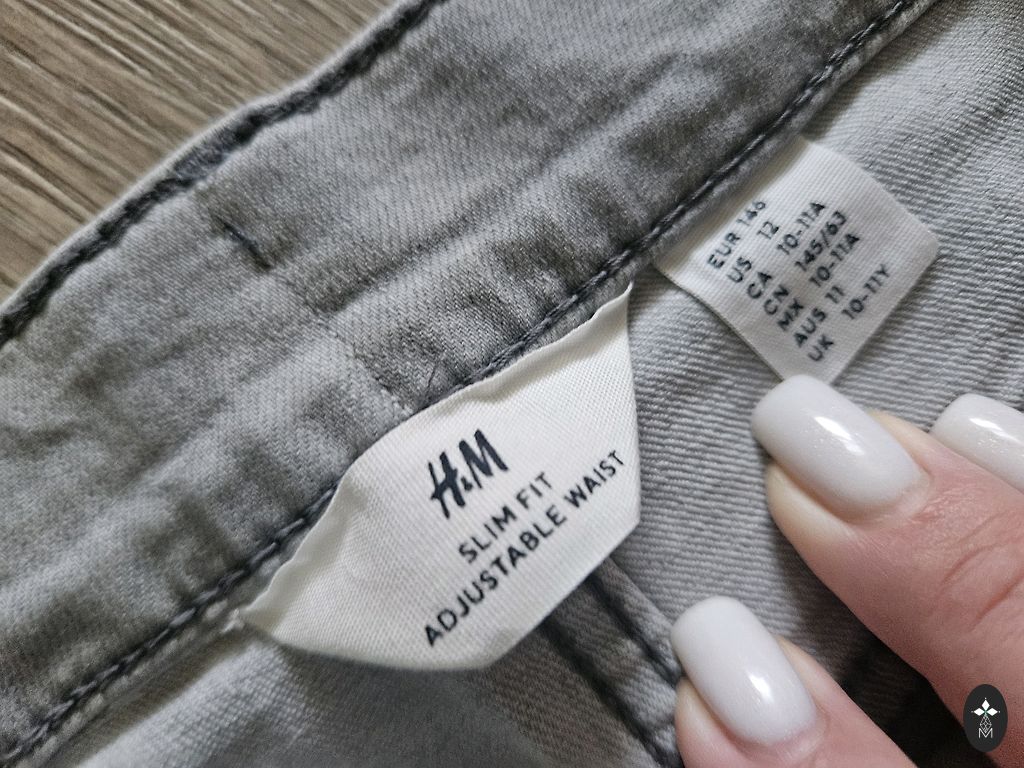 H&M
SLIM FIT
ADJUSTABLE WAIST
EUR 146
US 12
CA 10-11A
CN 145/63
MX 10-11A
AUS 11
UK 10-11Y
M